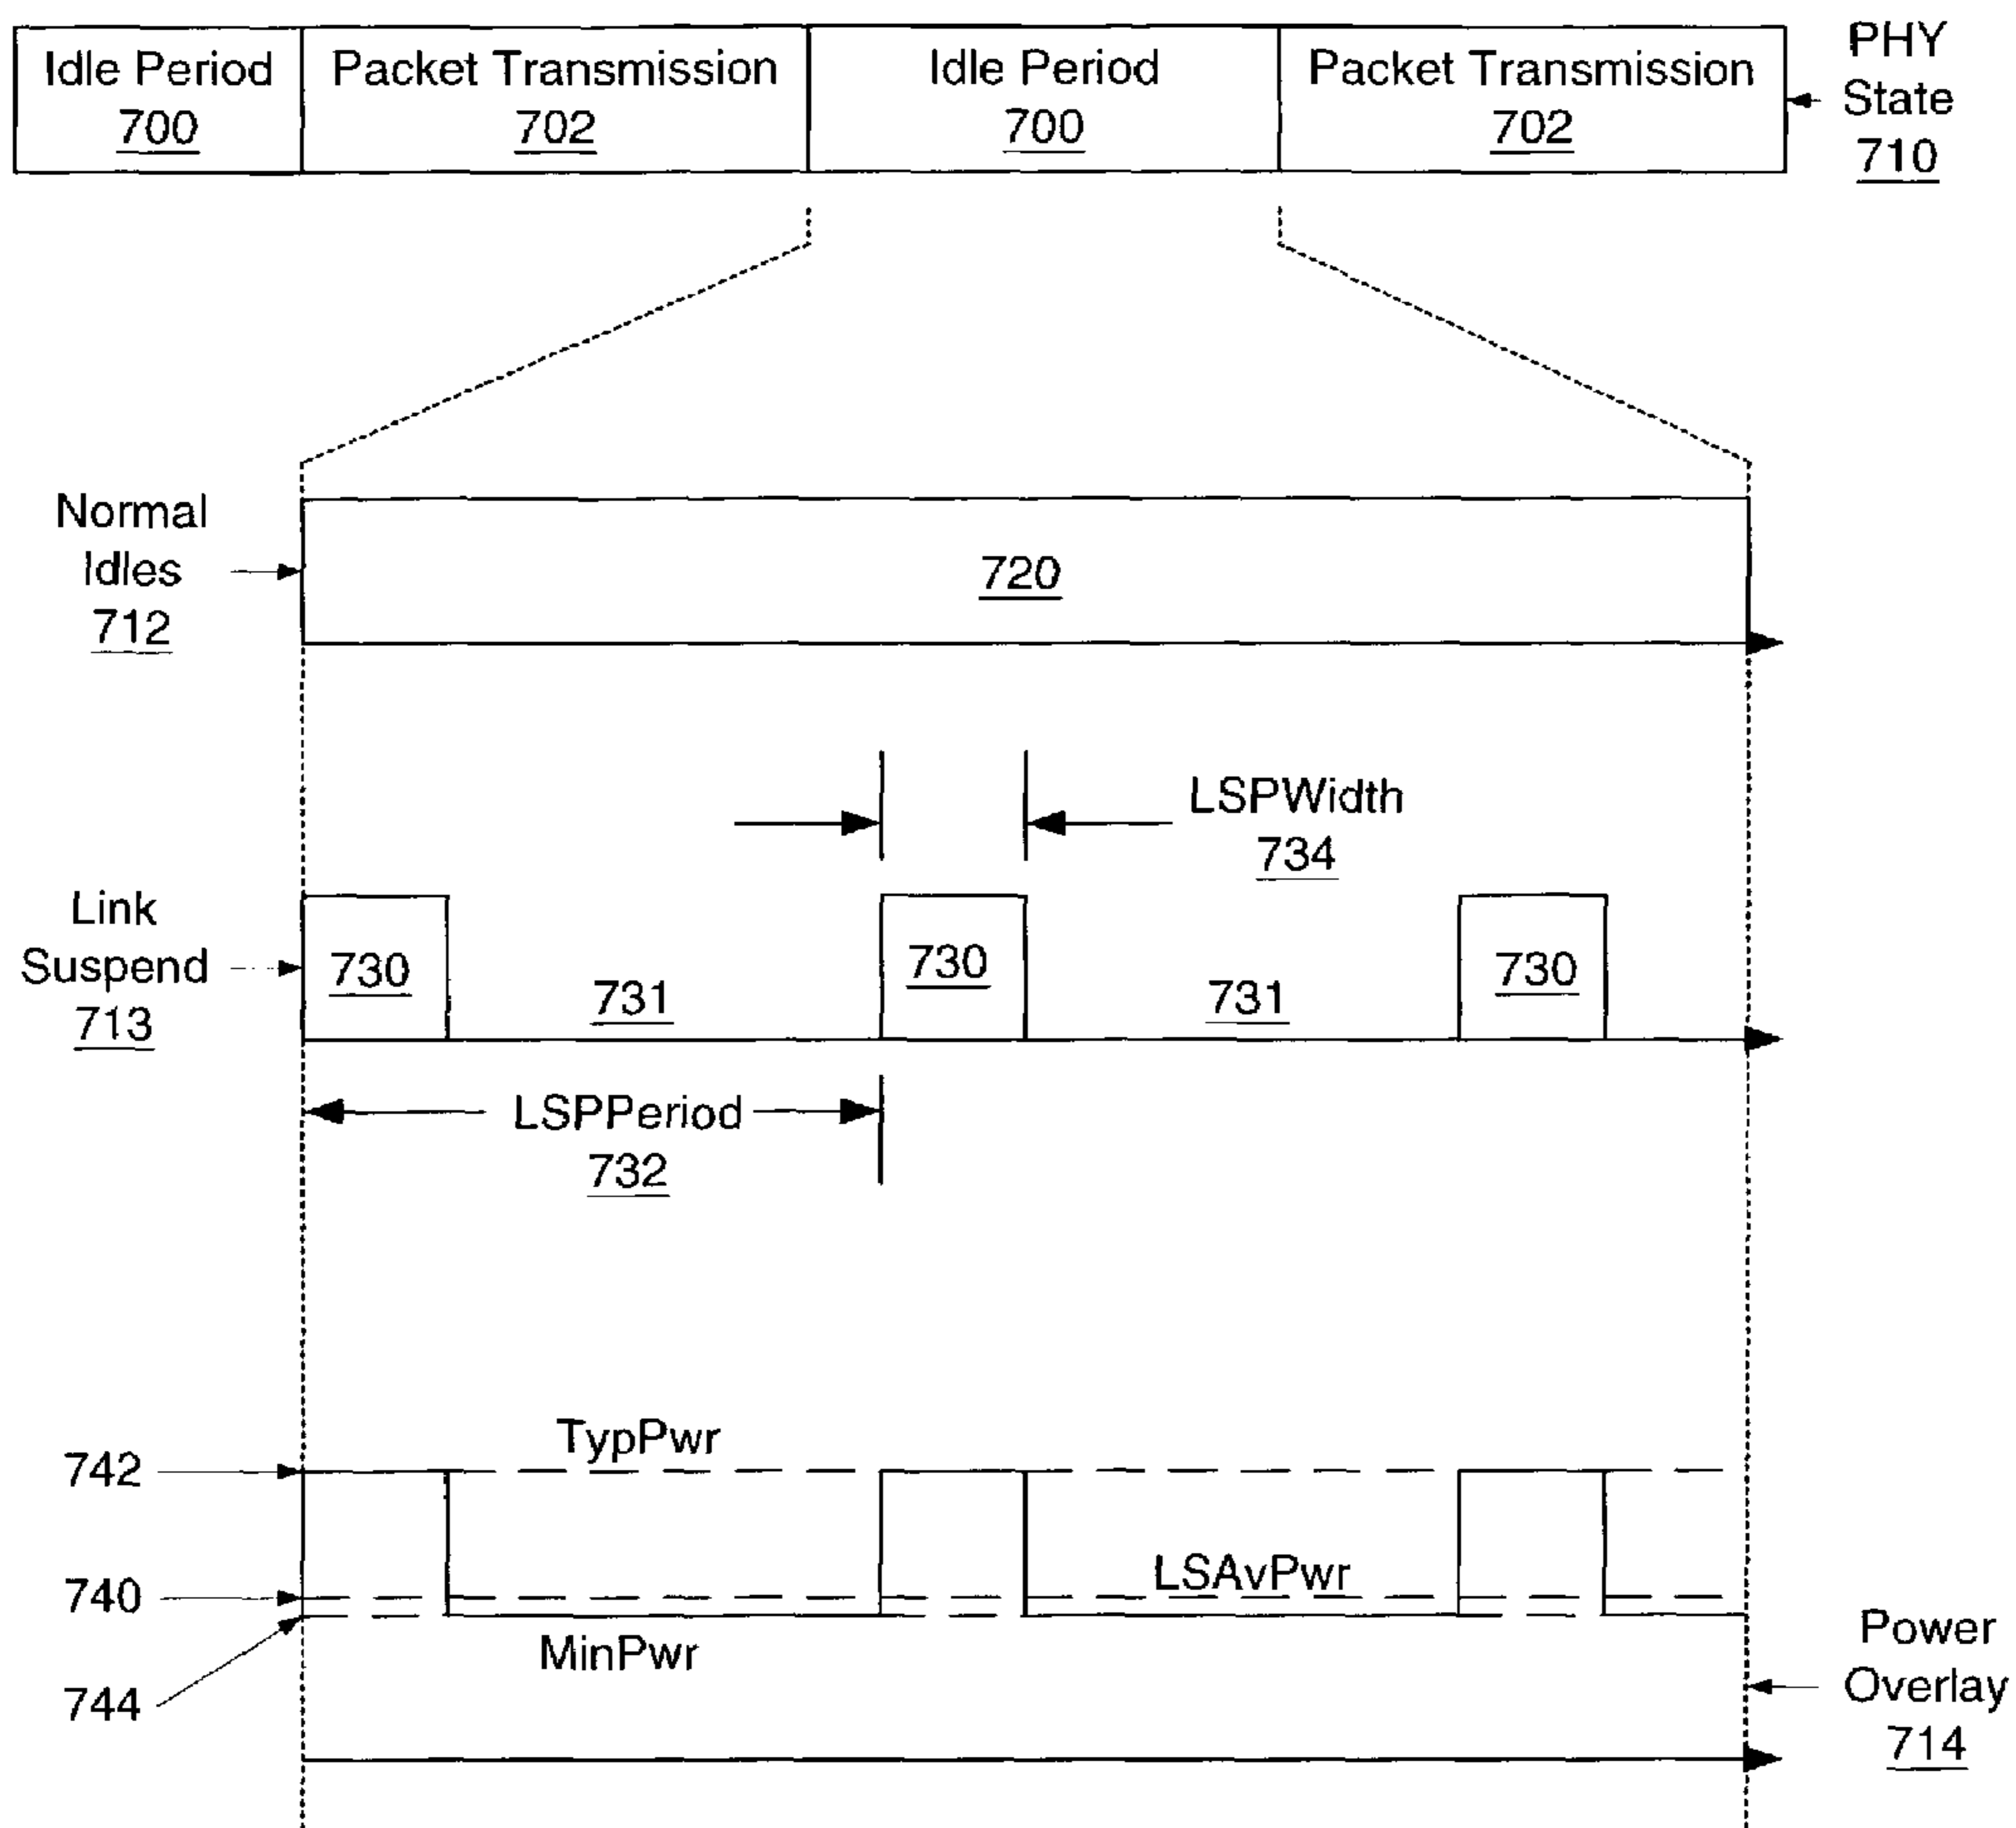 Idle Period
700
Packet Transmission
702
Idle Period
700
Packet Transmission
702
PHY
State
710
Normal
Idles
712
720
LSPWidth
734
Link
Suspend
713
730
731
730
731
730
LSPPeriod
732
TypPwr
742
LSAvPwr
740
MinPwr
744
Power
Overlay
714